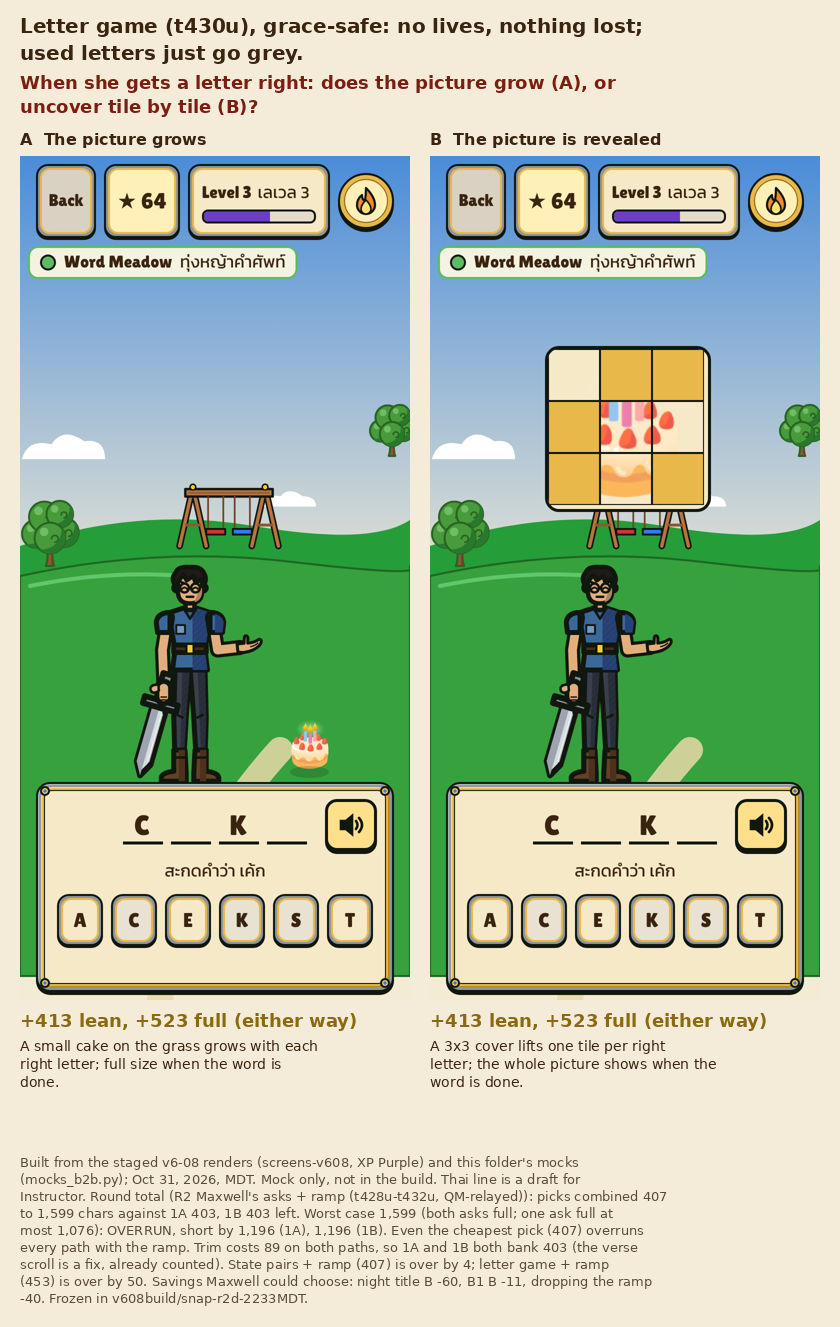 Letter game (t430u), grace-safe: no lives, nothing lost;
used letters just go grey.
When she gets a letter right: does the picture grow (A), or
uncover tile by tile (B)?
A The picture grows
Back
★ 64
Level 3 เลเวล 3
Word Meadow ทุ่งหญ้าคำศัพท์
C K
สะกดคำว่า เค้ก
A C E K S T
+413 lean, +523 full (either way)
A small cake on the grass grows with each
right letter; full size when the word is
done.
B The picture is revealed
Back
★ 64
Level 3 เลเวล 3
Word Meadow ทุ่งหญ้าคำศัพท์
C K
สะกดคำว่า เค้ก
A C E K S T
+413 lean, +523 full (either way)
A 3x3 cover lifts one tile per right
letter; the whole picture shows when the
word is done.
Built from the staged v6-08 renders (screens-v608, XP Purple) and this folder's mocks
(mocks_b2b.py); Oct 31, 2026, MDT. Mock only, not in the build. Thai line is a draft for
Instructor. Round total (R2 Maxwell's asks + ramp (t428u-t432u, QM-relayed)): picks combined 407
to 1,599 chars against 1A 403, 1B 403 left. Worst case 1,599 (both asks full; one ask full at
most 1,076): OVERRUN, short by 1,196 (1A), 1,196 (1B). Even the cheapest pick (407) overruns
every path with the ramp. Trim costs 89 on both paths, so 1A and 1B both bank 403 (the verse
scroll is a fix, already counted). State pairs + ramp (407) is over by 4; letter game + ramp
(453) is over by 50. Savings Maxwell could choose: night title B -60, B1 B -11, dropping the ramp
-40. Frozen in v608build/snap-r2d-2233MDT.